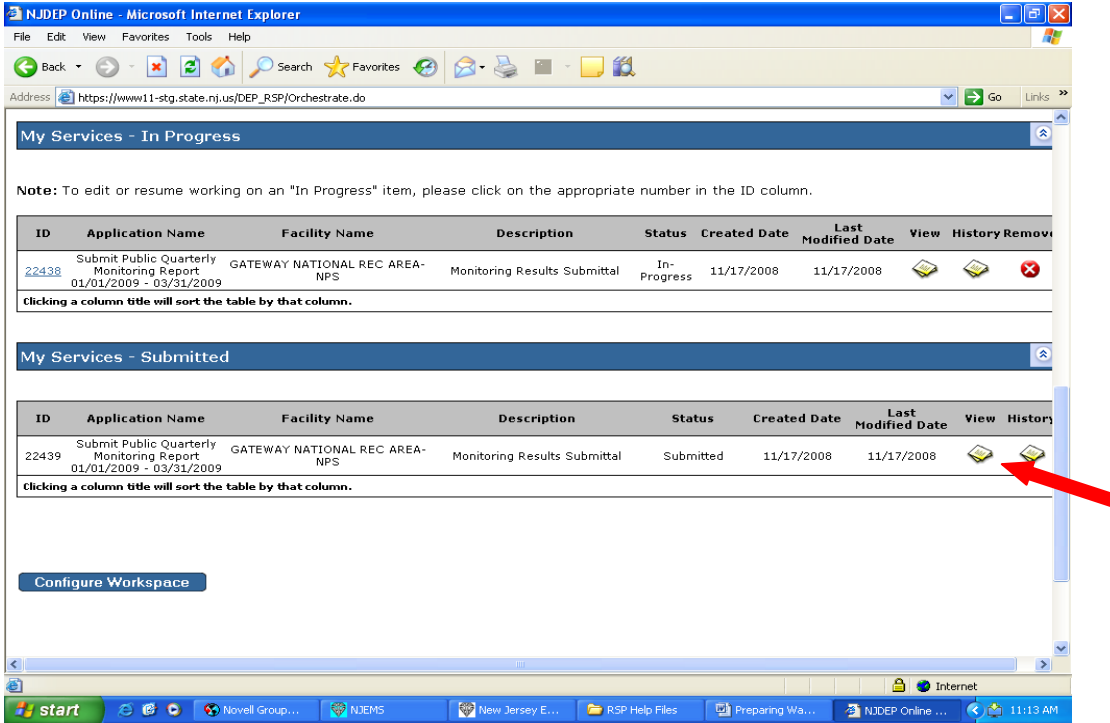 NJDEP Online - Microsoft Internet Explorer
File Edit View Favorites Tools Help
Back Search Favorites
Address https://www11-stg.state.nj.us/DEP_RSP/Orchestrate.do Go Links »
My Services - In Progress
Note: To edit or resume working on an "In Progress" item, please click on the appropriate number in the ID column.
ID Application Name Facility Name Description Status Created Date Last Modified Date View History Remove
22438 Submit Public Quarterly Monitoring Report 01/01/2009 - 03/31/2009 GATEWAY NATIONAL REC AREA-NPS Monitoring Results Submittal In-Progress 11/17/2008 11/17/2008
Clicking a column title will sort the table by that column.
My Services - Submitted
ID Application Name Facility Name Description Status Created Date Last Modified Date View History
22439 Submit Public Quarterly Monitoring Report 01/01/2009 - 03/31/2009 GATEWAY NATIONAL REC AREA-NPS Monitoring Results Submittal Submitted 11/17/2008 11/17/2008
Clicking a column title will sort the table by that column.
Configure Workspace
Internet
start Novell Group... NJEMS New Jersey E... RSP Help Files Preparing Wa... NJDEP Online ... 11:13 AM